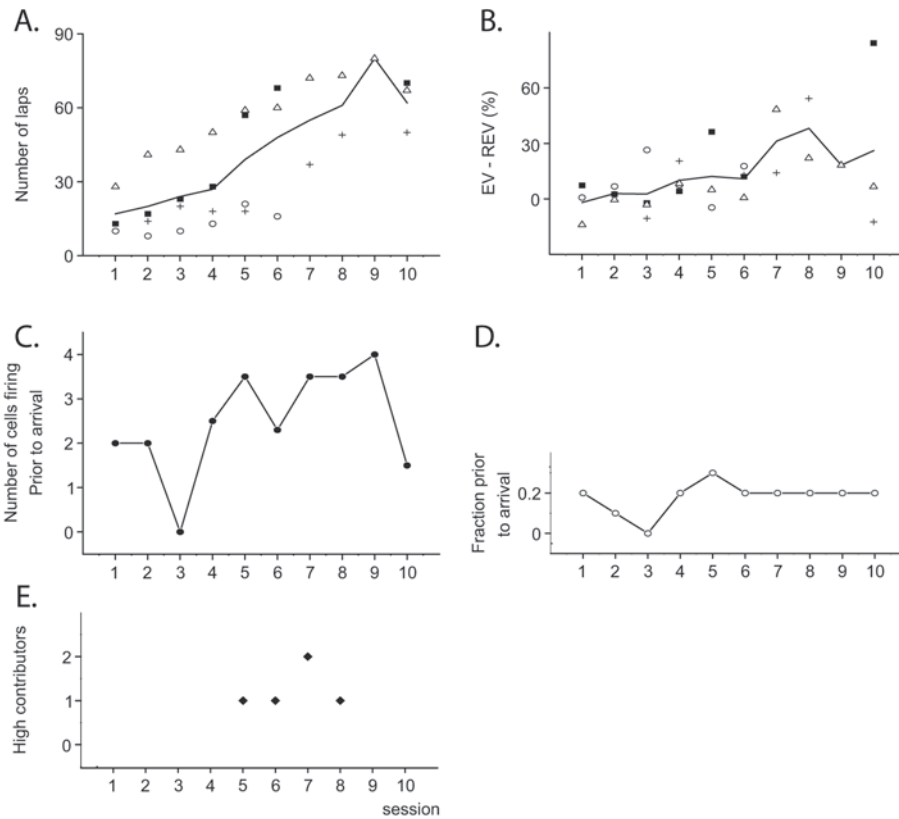 A.
Number of laps
90
60
30
0
1 2 3 4 5 6 7 8 9 10
B.
EV - REV (%)
60
30
0
1 2 3 4 5 6 7 8 9 10
C.
Number of cells firing
Prior to arrival
4
3
2
1
0
1 2 3 4 5 6 7 8 9 10
D.
Fraction prior
to arrival
0.2
0
1 2 3 4 5 6 7 8 9 10
E.
High contributors
2
1
0
1 2 3 4 5 6 7 8 9 10
session